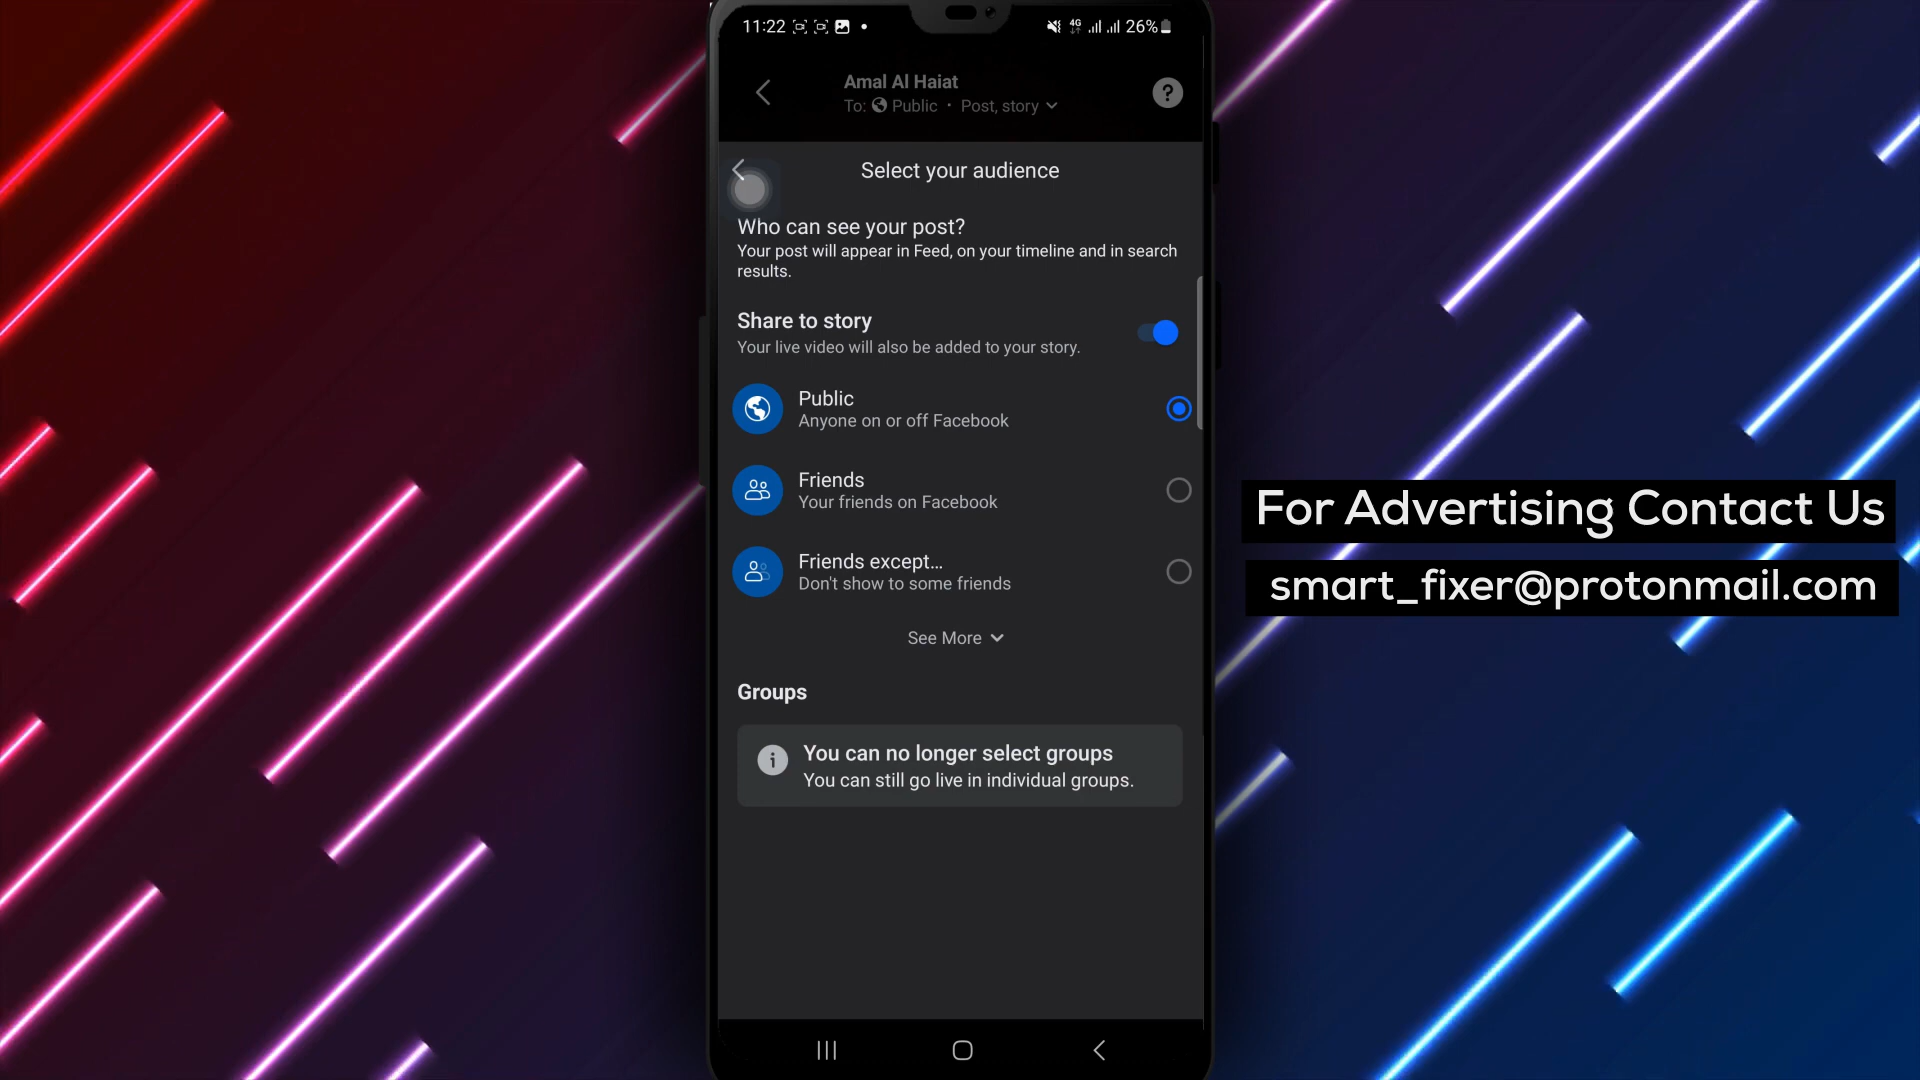 11:22
4G
26%
Amal Al Haiat
To: Public • Post, story
?
Select your audience
Who can see your post?
Your post will appear in Feed, on your timeline and in search
results.
Share to story
Your live video will also be added to your story.
Public
Anyone on or off Facebook
Friends
Your friends on Facebook
Friends except...
Don't show to some friends
See More
Groups
You can no longer select groups
You can still go live in individual groups.
For Advertising Contact Us
smart_fixer@protonmail.com